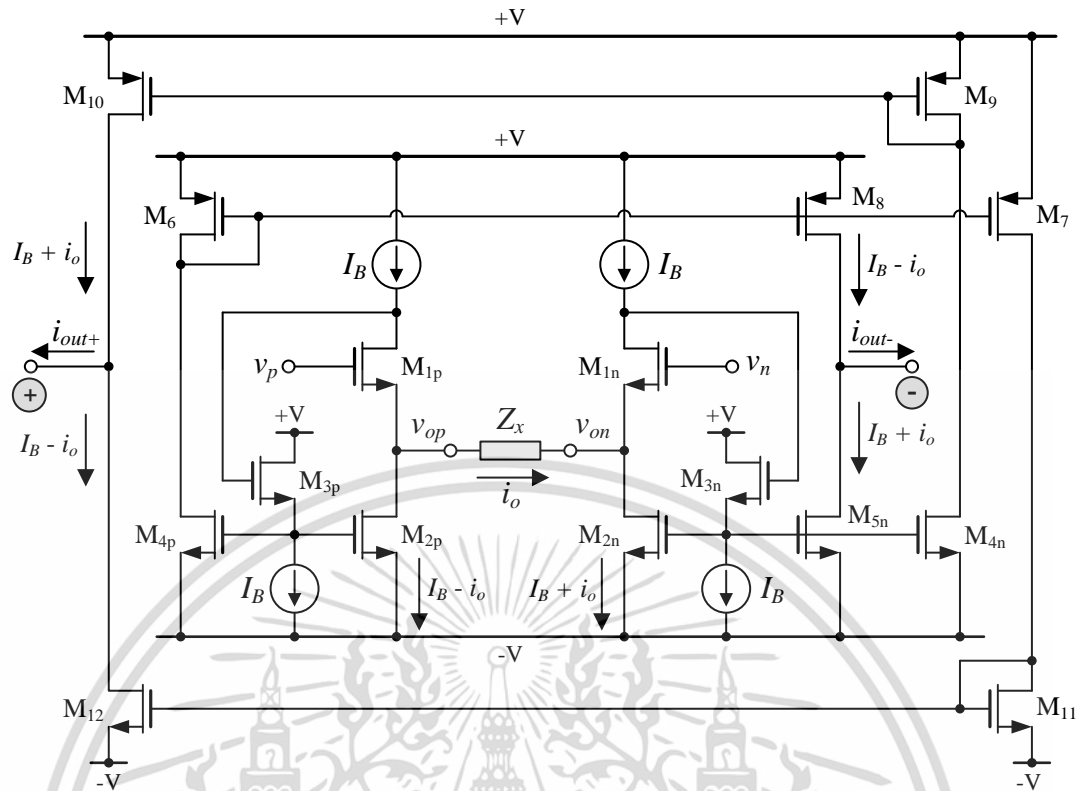 +V
M10
M9
+V
M6
M8
M7
IB + io
IB
IB
IB - io
iout+
iout-
vp
M1p
M1n
vn
+
-
IB - io
+V
vop
Zx
von
+V
IB + io
M3p
io
M3n
M4p
M2p
M2n
M5n
M4n
IB
IB - io
IB + io
IB
-V
M12
M11
-V
-V